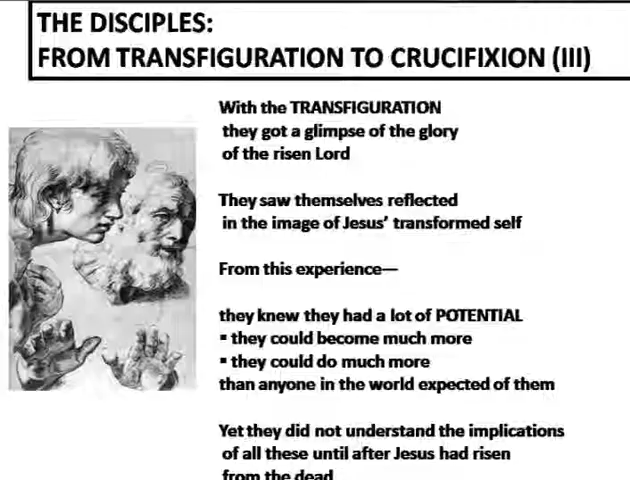 THE DISCIPLES:
FROM TRANSFIGURATION TO CRUCIFIXION (III)
With the TRANSFIGURATION
they got a glimpse of the glory
of the risen Lord
They saw themselves reflected
in the image of Jesus' transformed self
From this experience—
they knew they had a lot of POTENTIAL
▪ they could become much more
▪ they could do much more
than anyone in the world expected of them
Yet they did not understand the implications
of all these until after Jesus had risen
from the dead